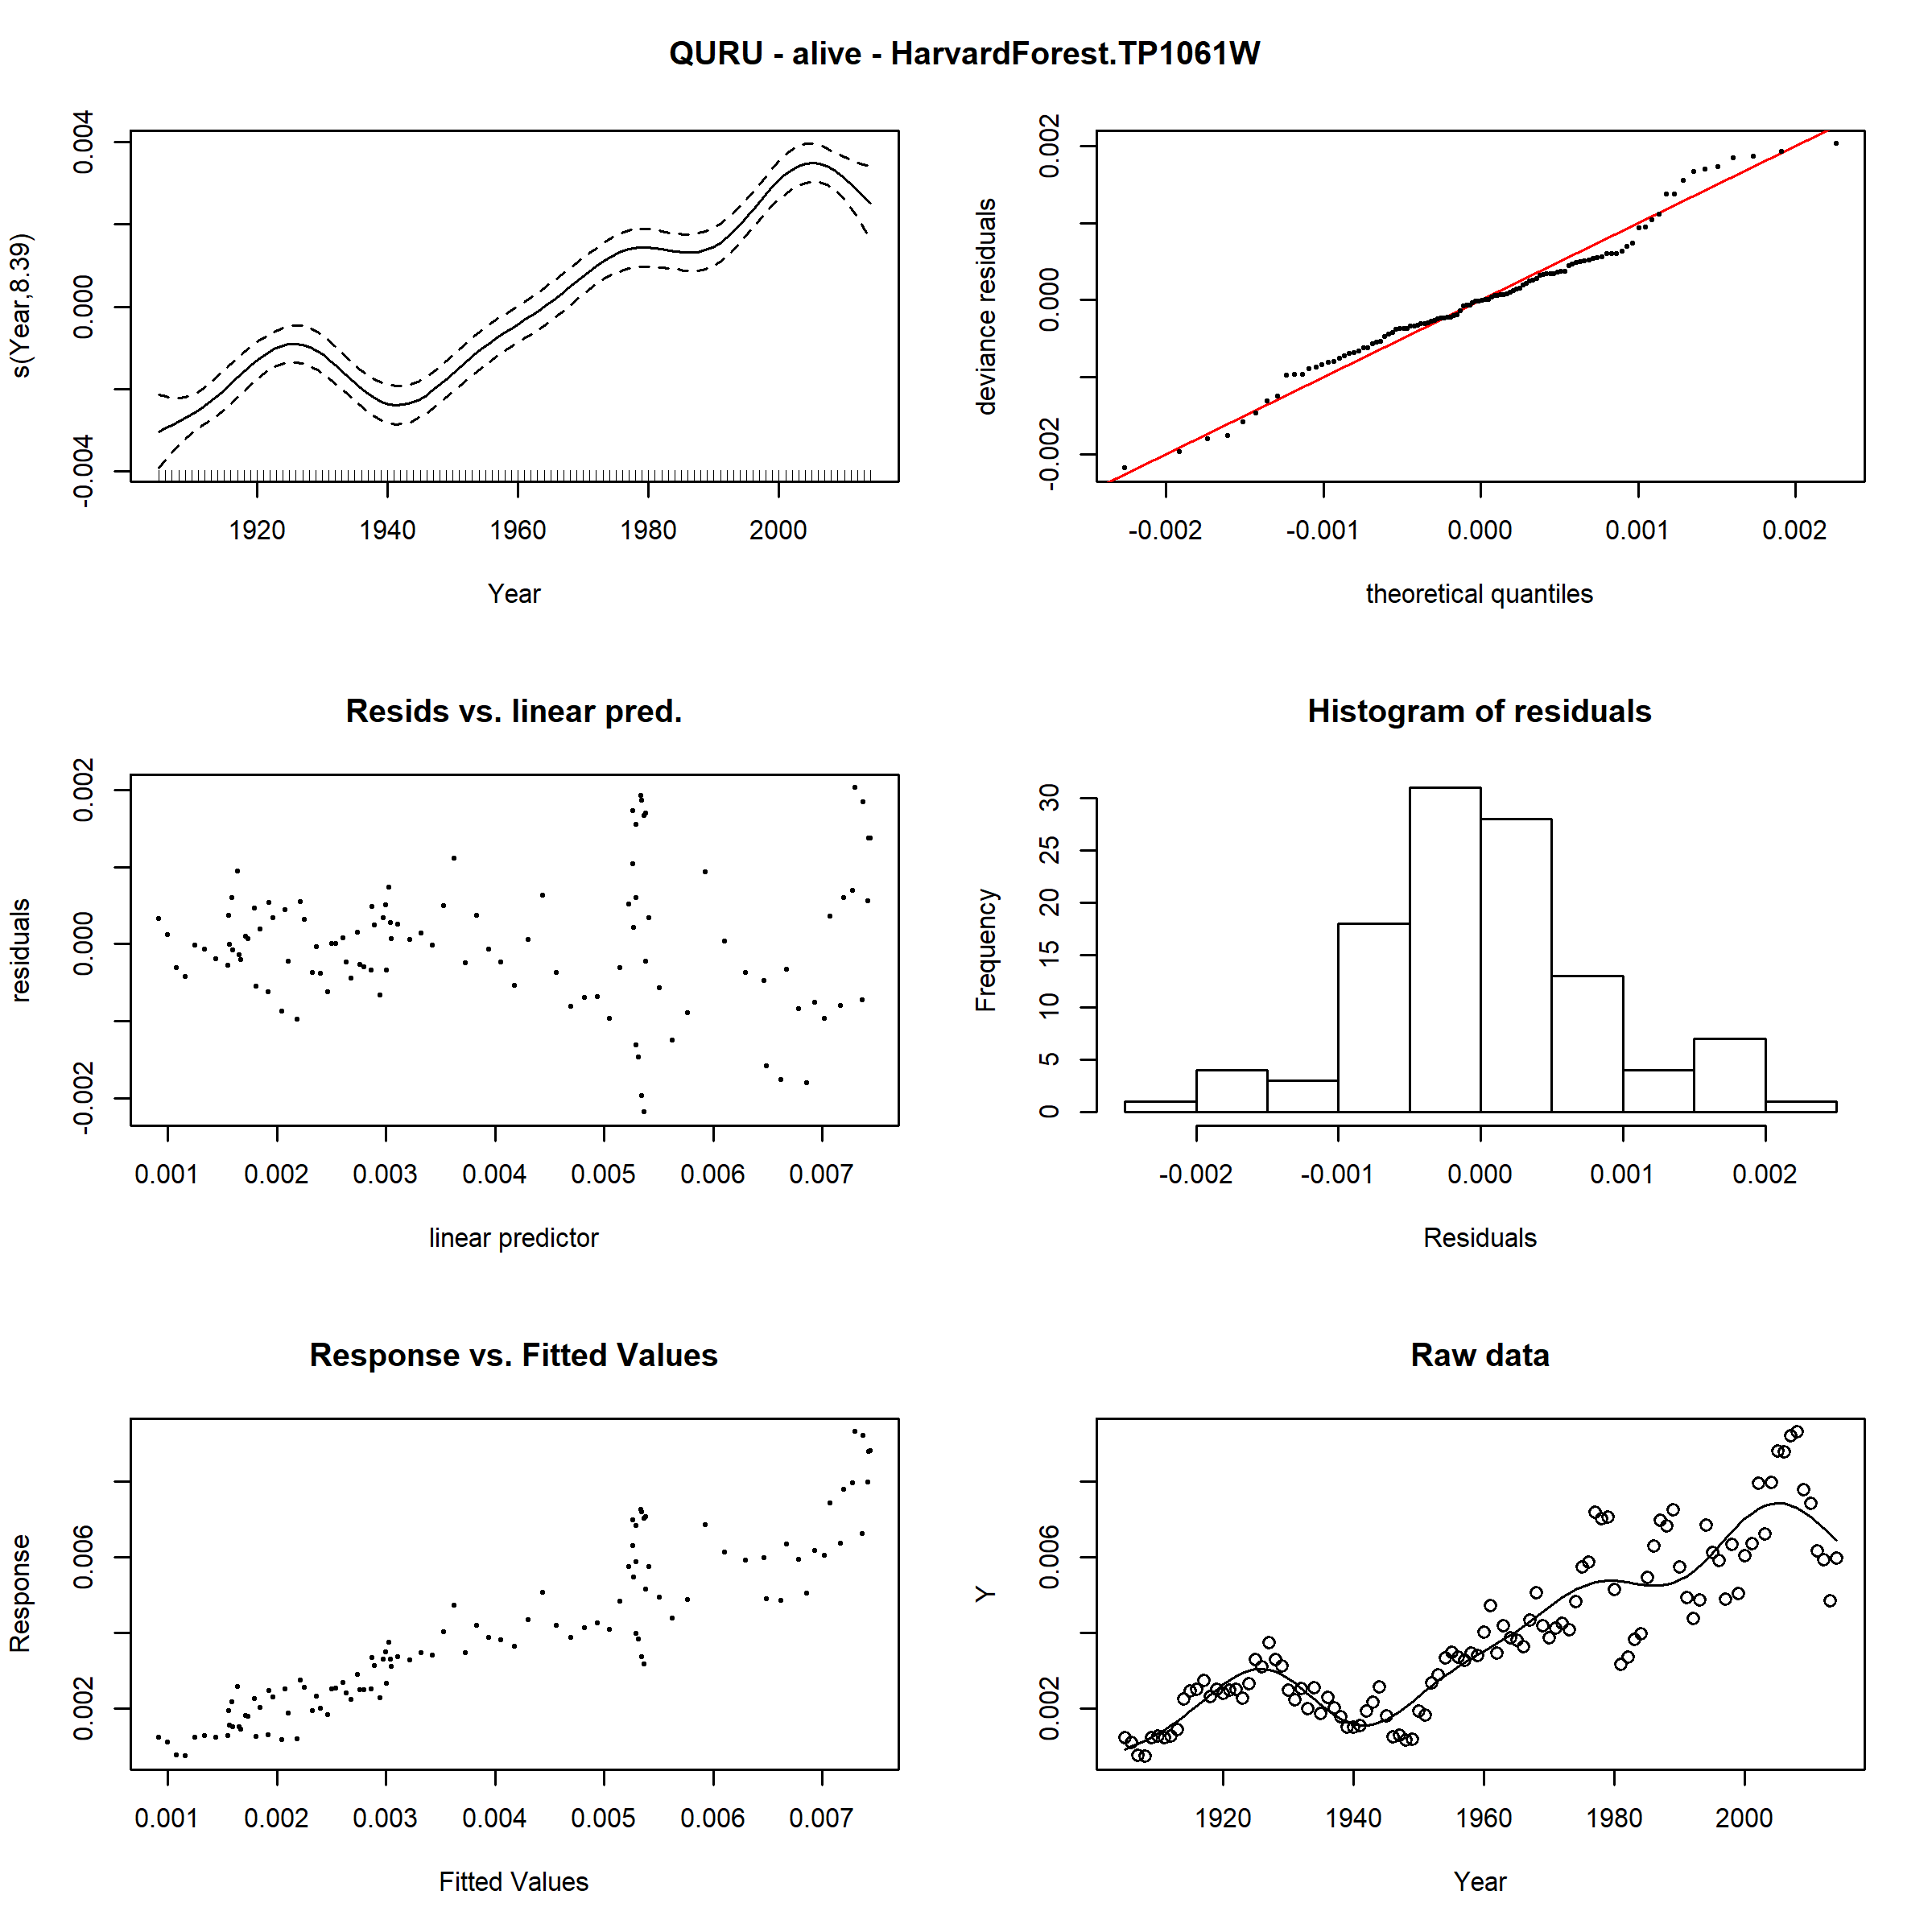 QURU - alive - HarvardForest.TP1061W
s(Year,8.39)
-0.004 0.000 0.004
1920 1940 1960 1980 2000
Year
deviance residuals
-0.002 0.000 0.002
-0.002 -0.001 0.000 0.001 0.002
theoretical quantiles
Resids vs. linear pred.
residuals
-0.002 0.000 0.002
0.001 0.002 0.003 0.004 0.005 0.006 0.007
linear predictor
Histogram of residuals
Frequency
0 5 10 15 20 25 30
-0.002 -0.001 0.000 0.001 0.002
Residuals
Response vs. Fitted Values
Response
0.002 0.006
0.001 0.002 0.003 0.004 0.005 0.006 0.007
Fitted Values
Raw data
Y
0.002 0.006
1920 1940 1960 1980 2000
Year